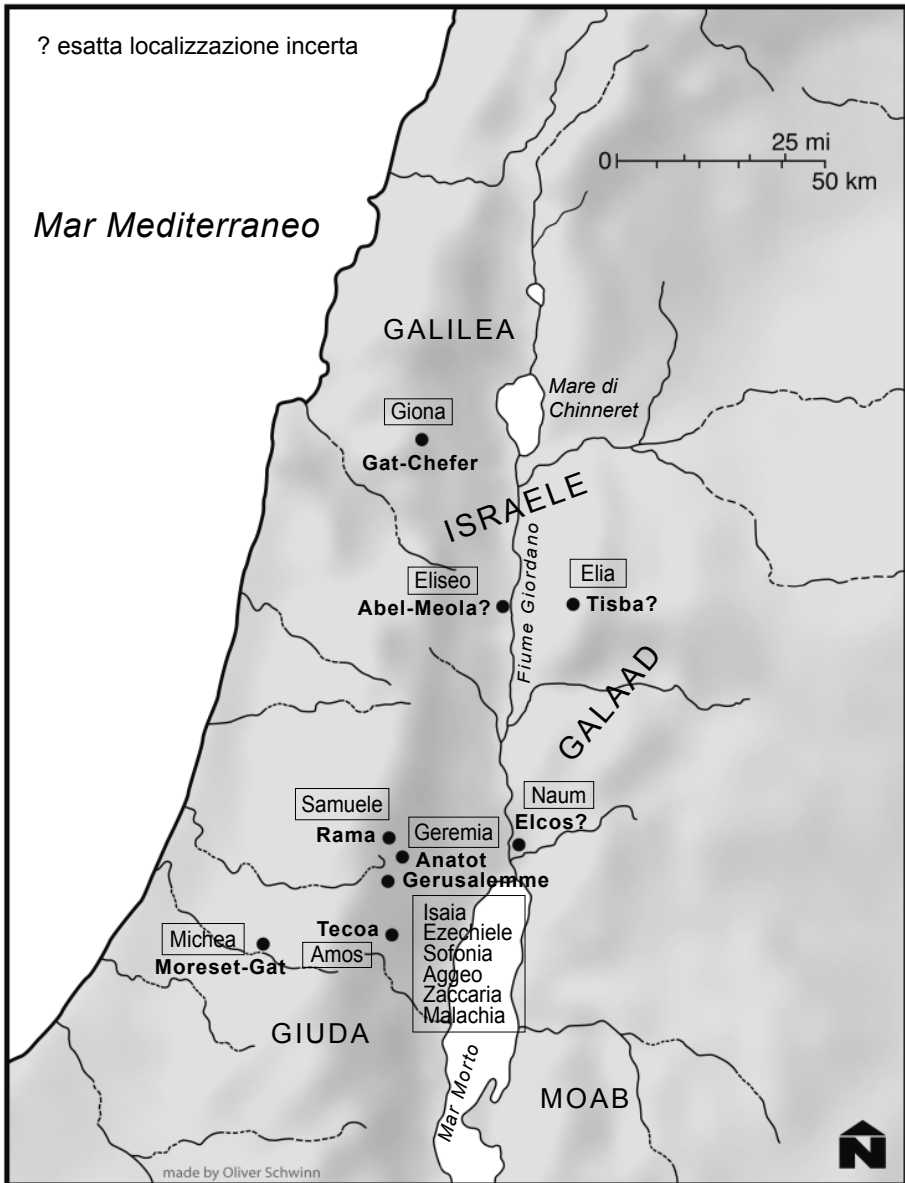 ? esatta localizzazione incerta
25 mi
0
50 km
Mar Mediterraneo
GALILEA
Mare di
Chinneret
Giona
Gat-Chefer
ISRAELE
Fiume Giordano
Eliseo
Abel-Meola?
Elia
Tisba?
GALAAD
Samuele
Rama
Geremia
Anatot
Gerusalemme
Naum
Elcos?
Isaia
Ezechiele
Sofonia
Aggeo
Zaccaria
Malachia
Tecoa
Amos
Michea
Moreset-Gat
GIUDA
Mar Morto
MOAB
N
made by Oliver Schwinn